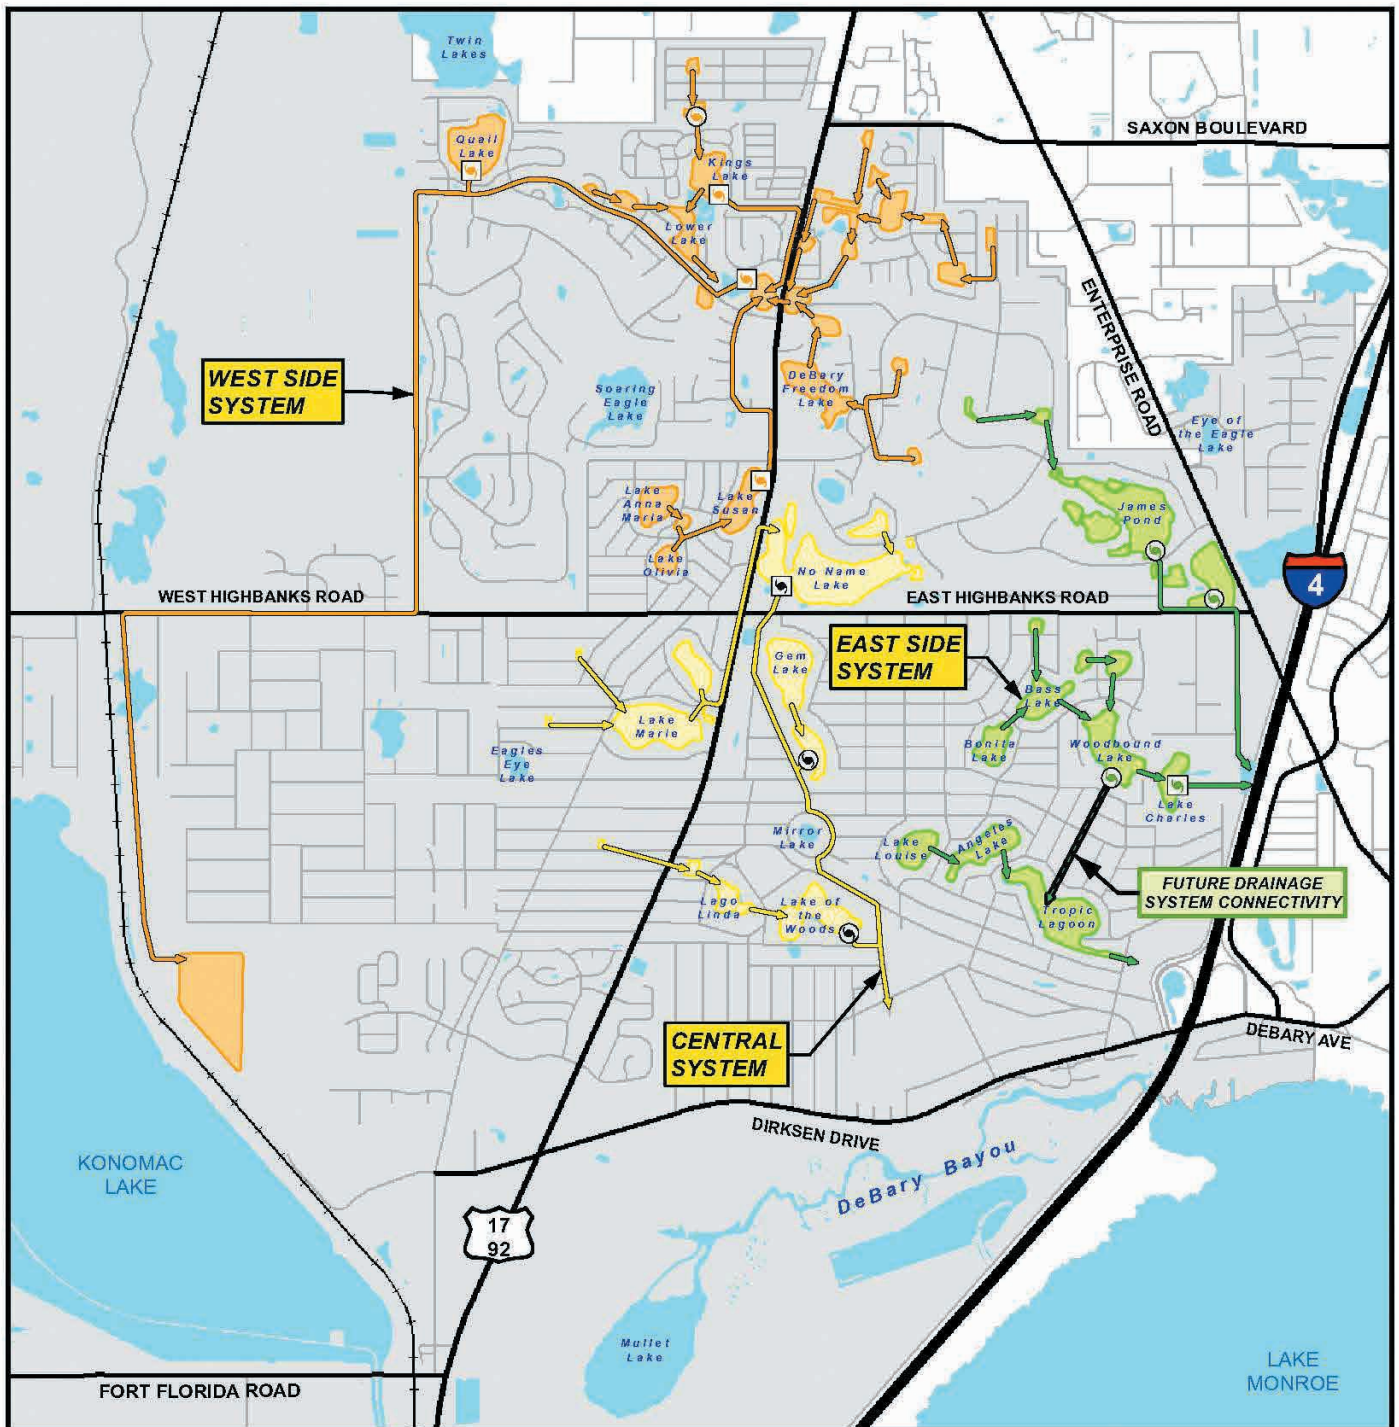 Twin
Lakes
SAXON BOULEVARD
Quail
Lake
Kings
Lake
Lower
Lake
ENTERPRISE ROAD
WEST SIDE
SYSTEM
Soaring
Eagle
Lake
DeBary
Freedom
Lake
Eye of
the Eagle
Lake
Lake
Anna
Maria
Lake
Susan
James
Pond
Lake
Olivia
No Name
Lake
4
WEST HIGHBANKS ROAD
EAST HIGHBANKS ROAD
EAST SIDE
SYSTEM
Gem
Lake
Bass
Lake
Lake
Marie
Bonita
Lake
Woodbound
Lake
Eagles
Eye
Lake
Lake
Charles
Mirror
Lake
Lake
Louise
Angeles
Lake
FUTURE DRAINAGE
SYSTEM CONNECTIVITY
Lago
Linda
Lake of
the
Woods
Tropic
Lagoon
CENTRAL
SYSTEM
DEBARY AVE
DIRKSEN DRIVE
KONOMAC
LAKE
DeBary Bayou
17
92
Mullet
Lake
LAKE
MONROE
FORT FLORIDA ROAD